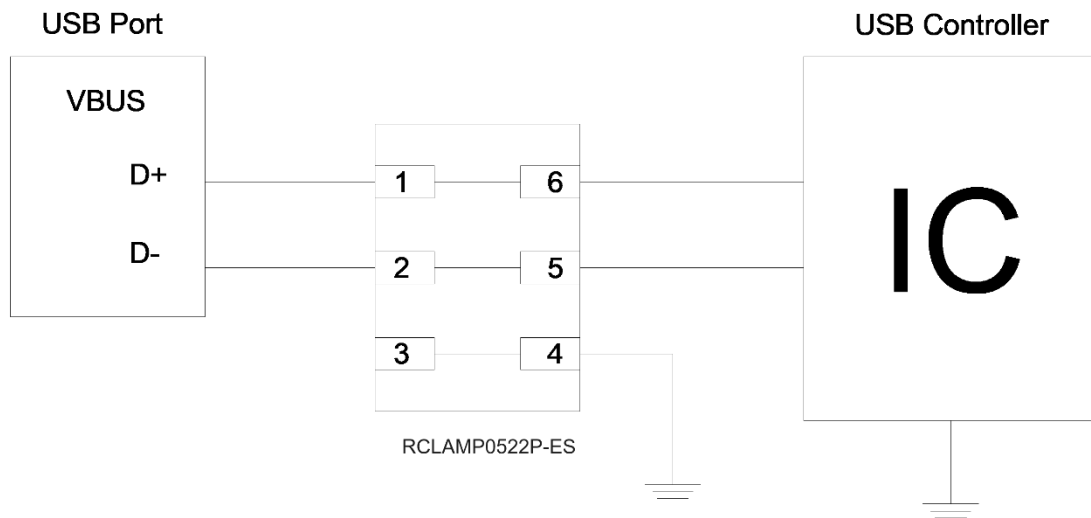 USB Port
USB Controller
VBUS
D+
1
6
D-
2
5
IC
3
4
RCLAMP0522P-ES